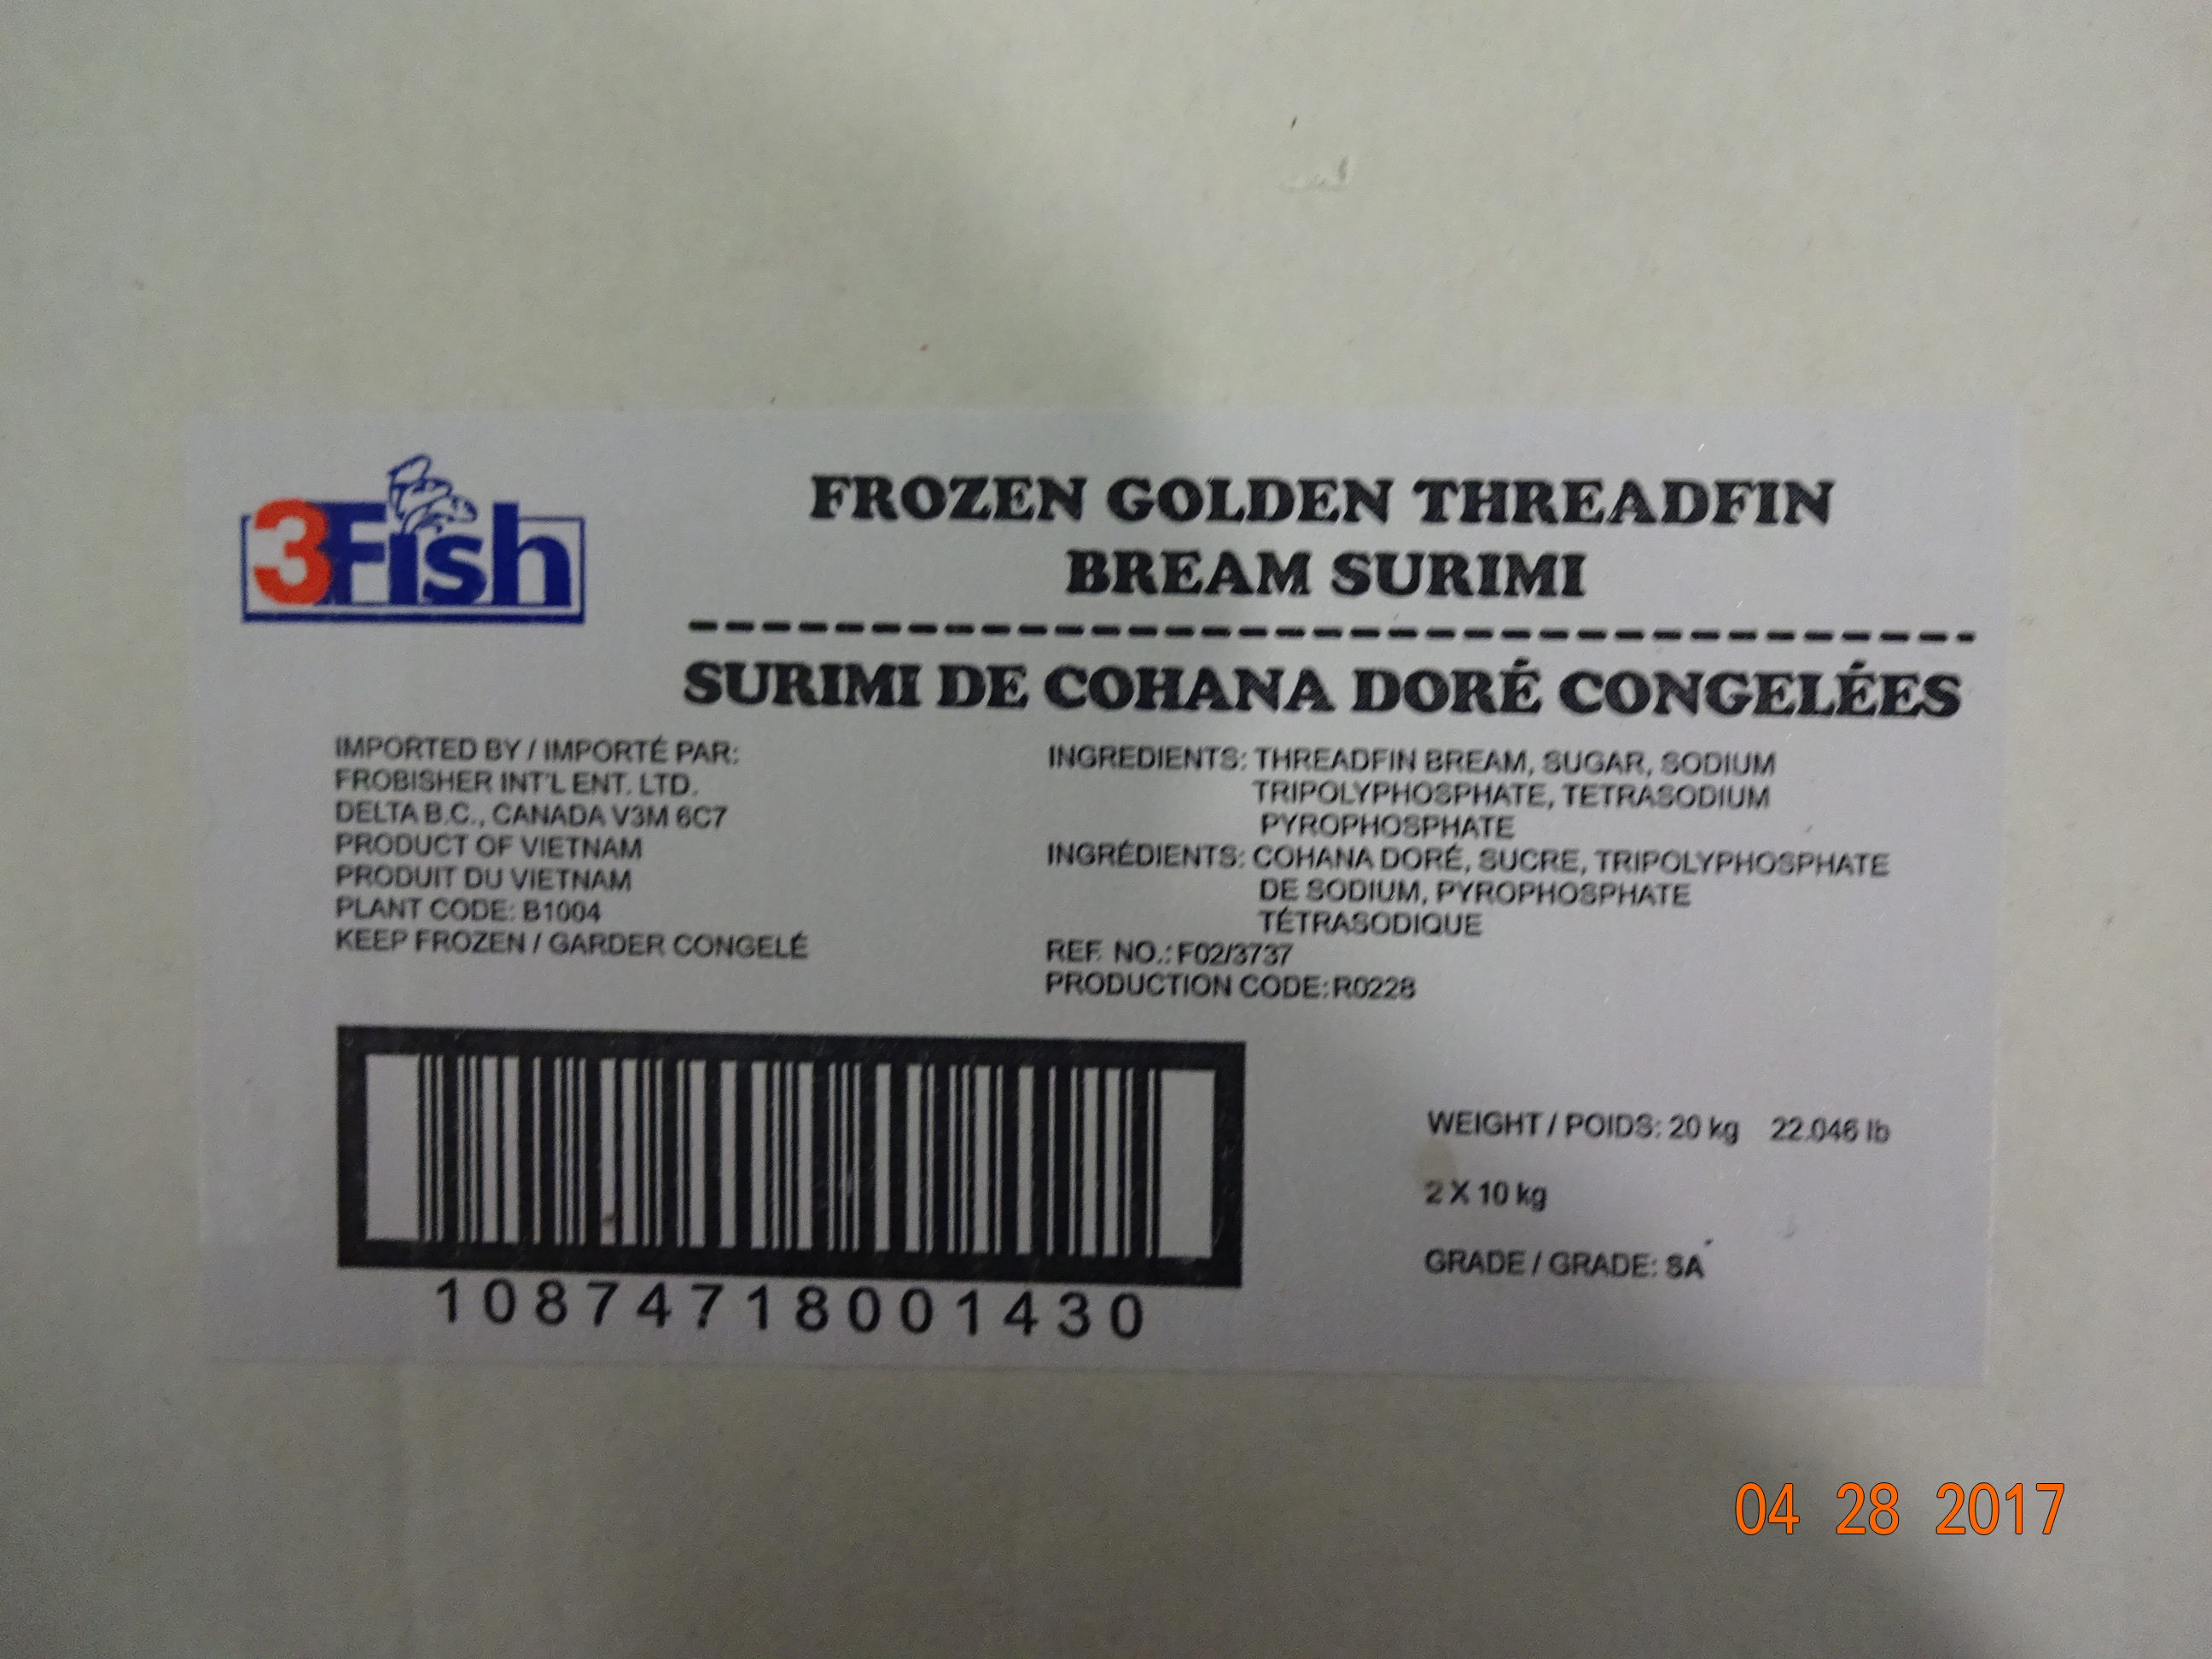 3Fish
FROZEN GOLDEN THREADFIN
BREAM SURIMI
SURIMI DE COHANA DORÉ CONGELÉES
IMPORTED BY / IMPORTÉ PAR:
FROBISHER INT'L ENT. LTD.
DELTA B.C., CANADA V3M 6C7
PRODUCT OF VIETNAM
PRODUIT DU VIETNAM
PLANT CODE: B1004
KEEP FROZEN / GARDER CONGELÉ
INGREDIENTS: THREADFIN BREAM, SUGAR, SODIUM
TRIPOLYPHOSPHATE, TETRASODIUM
PYROPHOSPHATE
INGRÉDIENTS: COHANA DORÉ, SUCRE, TRIPOLYPHOSPHATE
DE SODIUM, PYROPHOSPHATE
TÉTRASODIQUE
REF. NO.: F02/3737
PRODUCTION CODE: R0228
10874718001430
WEIGHT / POIDS: 20 kg 22.046 lb
2 X 10 kg
GRADE / GRADE: SA
04 28 2017